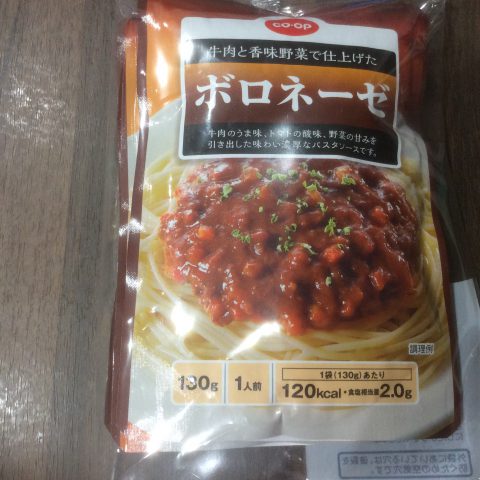 CO·OP
牛肉と香味野菜で仕上げた
ボロネーゼ
牛肉のうま味、トマトの酸味、野菜の甘みを
引き出した味わい濃厚なパスタソースです。
調理例
130g
1人前
1袋(130g)あたり
120kcal・食塩相当量2.0g